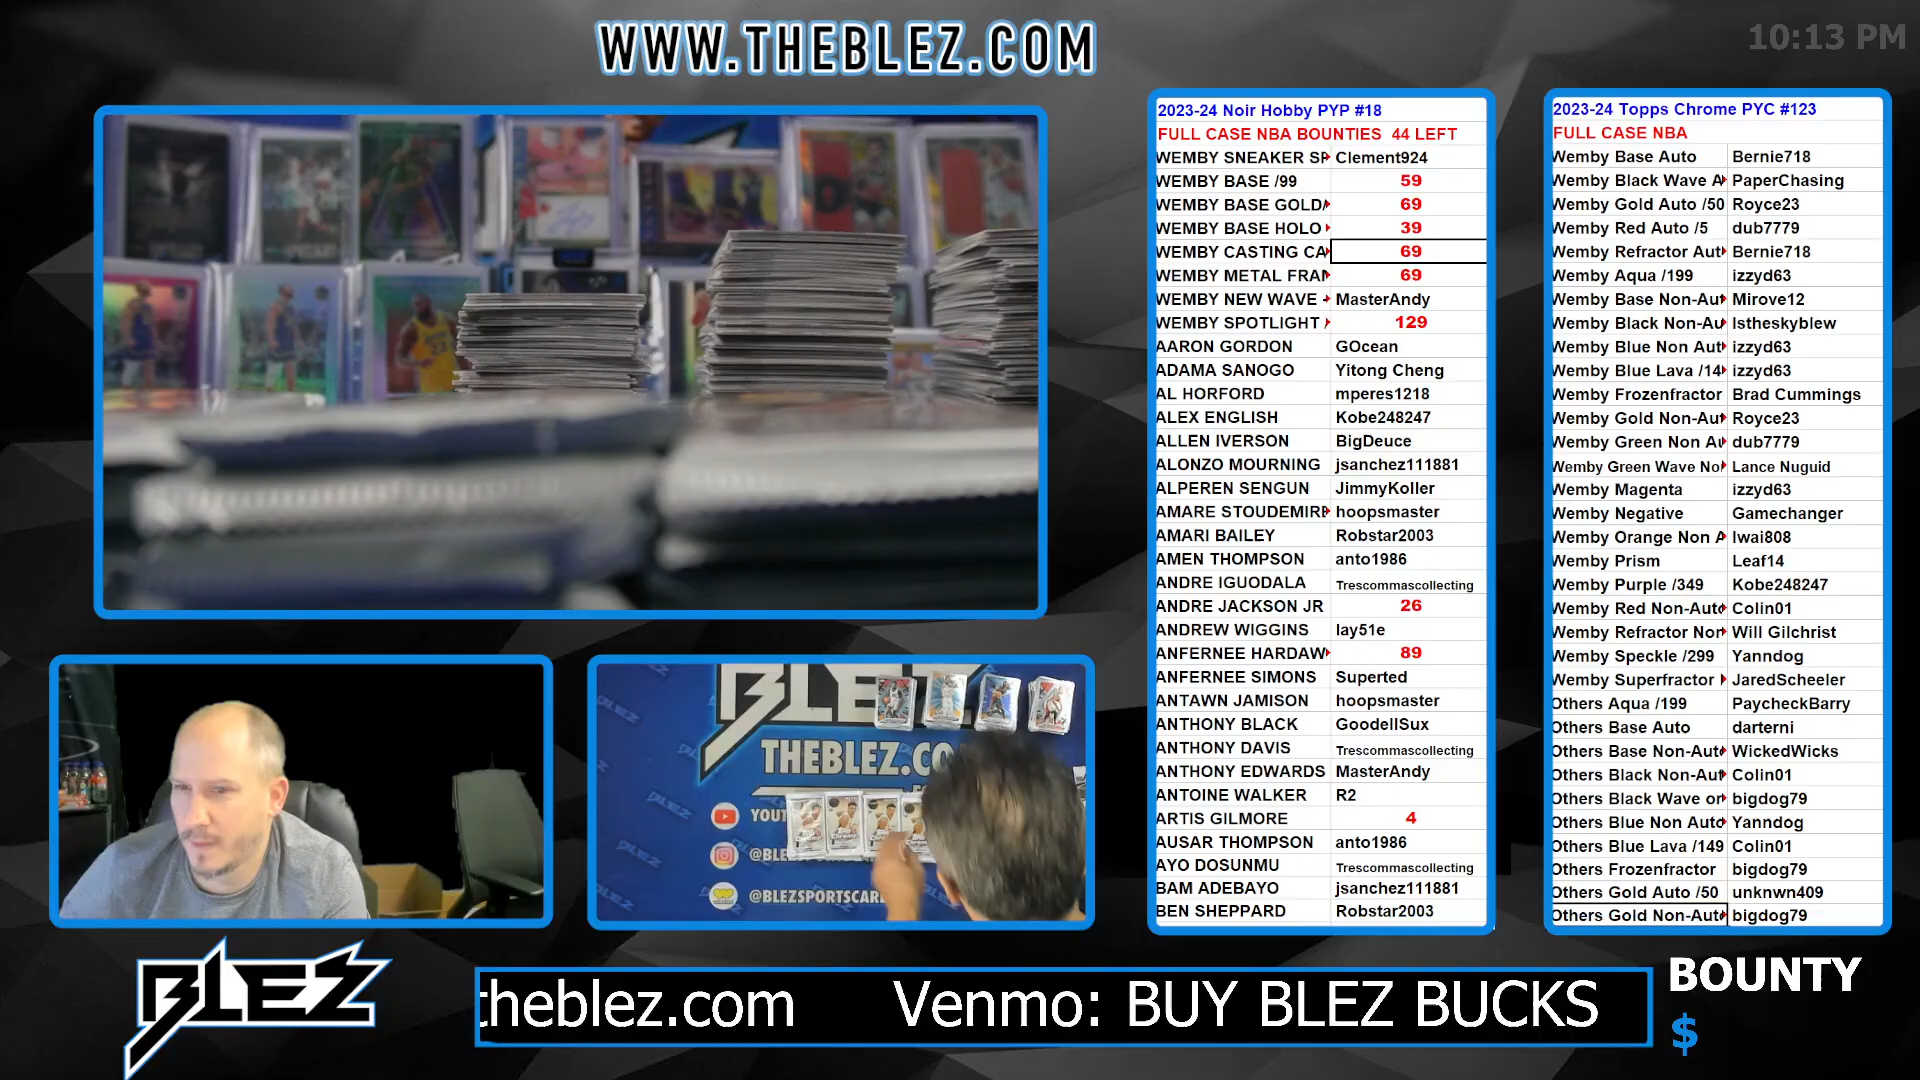 WWW.THEBLEZ.COM
10:13 PM
2023-24 Noir Hobby PYP #18
FULL CASE NBA BOUNTIES 44 LEFT
WEMBY SNEAKER SP Clement924
WEMBY BASE /99 59
WEMBY BASE GOLD/ 69
WEMBY BASE HOLO 39
WEMBY CASTING CA 69
WEMBY METAL FRAM 69
WEMBY NEW WAVE - MasterAndy
WEMBY SPOTLIGHT 129
AARON GORDON GOcean
ADAMA SANOGO Yitong Cheng
AL HORFORD mperes1218
ALEX ENGLISH Kobe248247
ALLEN IVERSON BigDeuce
ALONZO MOURNING jsanchez111881
ALPEREN SENGUN JimmyKoller
AMARE STOUDEMIRE hoopsmaster
AMARI BAILEY Robstar2003
AMEN THOMPSON anto1986
ANDRE IGUODALA Trescommascollecting
ANDRE JACKSON JR 26
ANDREW WIGGINS lay51e
ANFERNEE HARDAW 89
ANFERNEE SIMONS Superted
ANTAWN JAMISON hoopsmaster
ANTHONY BLACK GoodellSux
ANTHONY DAVIS Trescommascollecting
ANTHONY EDWARDS MasterAndy
ANTOINE WALKER R2
ARTIS GILMORE 4
AUSAR THOMPSON anto1986
AYO DOSUNMU Trescommascollecting
BAM ADEBAYO jsanchez111881
BEN SHEPPARD Robstar2003
2023-24 Topps Chrome PYC #123
FULL CASE NBA
Wemby Base Auto Bernie718
Wemby Black Wave A PaperChasing
Wemby Gold Auto /50 Royce23
Wemby Red Auto /5 dub7779
Wemby Refractor Aut Bernie718
Wemby Aqua /199 izzyd63
Wemby Base Non-Aut Mirove12
Wemby Black Non-Au Istheskyblew
Wemby Blue Non Aut izzyd63
Wemby Blue Lava /14 izzyd63
Wemby Frozenfractor Brad Cummings
Wemby Gold Non-Aut Royce23
Wemby Green Non Au dub7779
Wemby Green Wave No Lance Nuguid
Wemby Magenta izzyd63
Wemby Negative Gamechanger
Wemby Orange Non A Iwai808
Wemby Prism Leaf14
Wemby Purple /349 Kobe248247
Wemby Red Non-Auto Colin01
Wemby Refractor Non Will Gilchrist
Wemby Speckle /299 Yanndog
Wemby Superfractor JaredScheeler
Others Aqua /199 PaycheckBarry
Others Base Auto darterni
Others Base Non-Auto WickedWicks
Others Black Non-Aut Colin01
Others Black Wave or bigdog79
Others Blue Non Auto Yanndog
Others Blue Lava /149 Colin01
Others Frozenfractor bigdog79
Others Gold Auto /50 unknwn409
Others Gold Non-Auto bigdog79
BLEZ
THEBLEZ.CO
YOUT
@BLE
@BLEZSPORTSCAR
BLEZ
theblez.com Venmo: BUY BLEZ BUCKS
BOUNTY
$